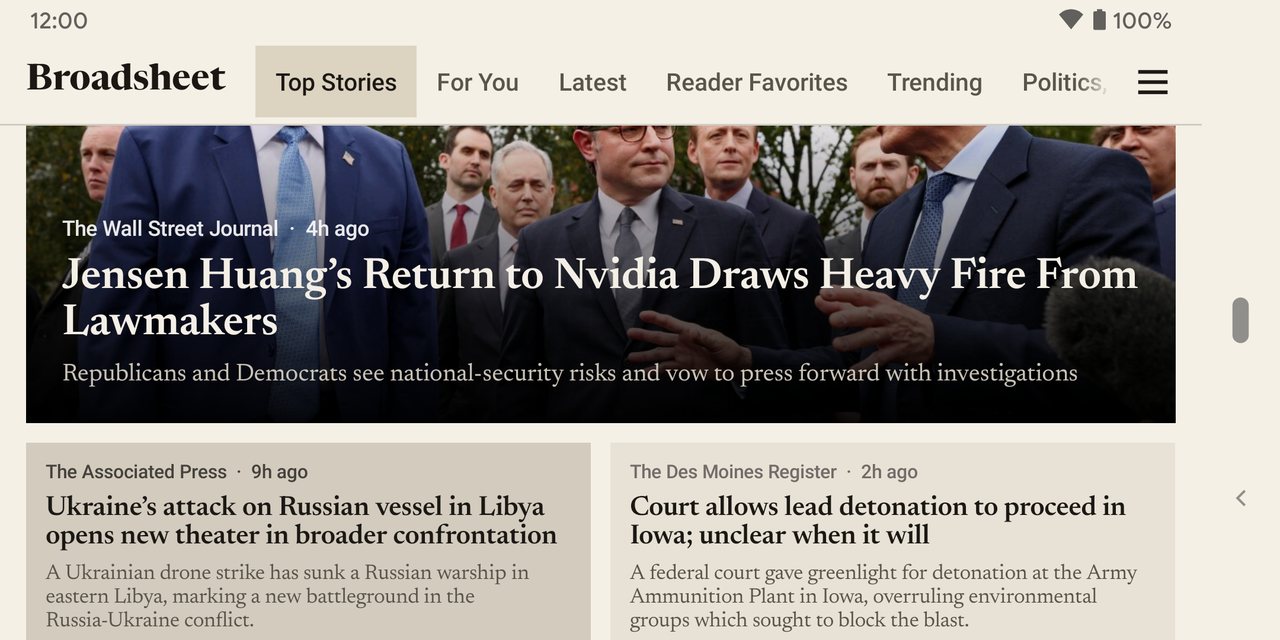 12:00
100%
Broadsheet
Top Stories
For You
Latest
Reader Favorites
Trending
Politics,
The Wall Street Journal · 4h ago
Jensen Huang’s Return to Nvidia Draws Heavy Fire From
Lawmakers
Republicans and Democrats see national-security risks and vow to press forward with investigations
The Associated Press · 9h ago
Ukraine’s attack on Russian vessel in Libya
opens new theater in broader confrontation
A Ukrainian drone strike has sunk a Russian warship in
eastern Libya, marking a new battleground in the
Russia-Ukraine conflict.
The Des Moines Register · 2h ago
Court allows lead detonation to proceed in
Iowa; unclear when it will
A federal court gave greenlight for detonation at the Army
Ammunition Plant in Iowa, overruling environmental
groups which sought to block the blast.